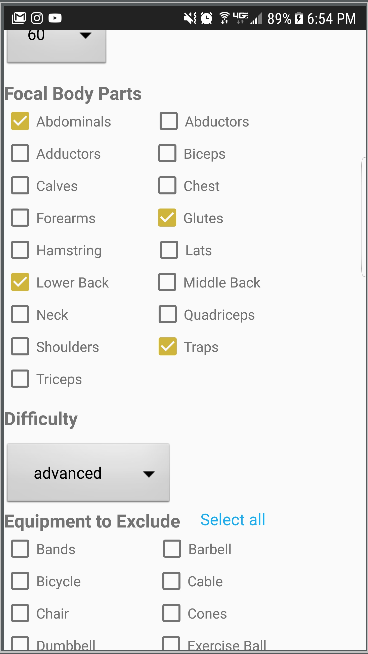 89% 6:54 PM
60
Focal Body Parts
Abdominals Abductors
Adductors Biceps
Calves Chest
Forearms Glutes
Hamstring Lats
Lower Back Middle Back
Neck Quadriceps
Shoulders Traps
Triceps
Difficulty
advanced
Equipment to Exclude Select all
Bands Barbell
Bicycle Cable
Chair Cones
Dumbbell Exercise Ball